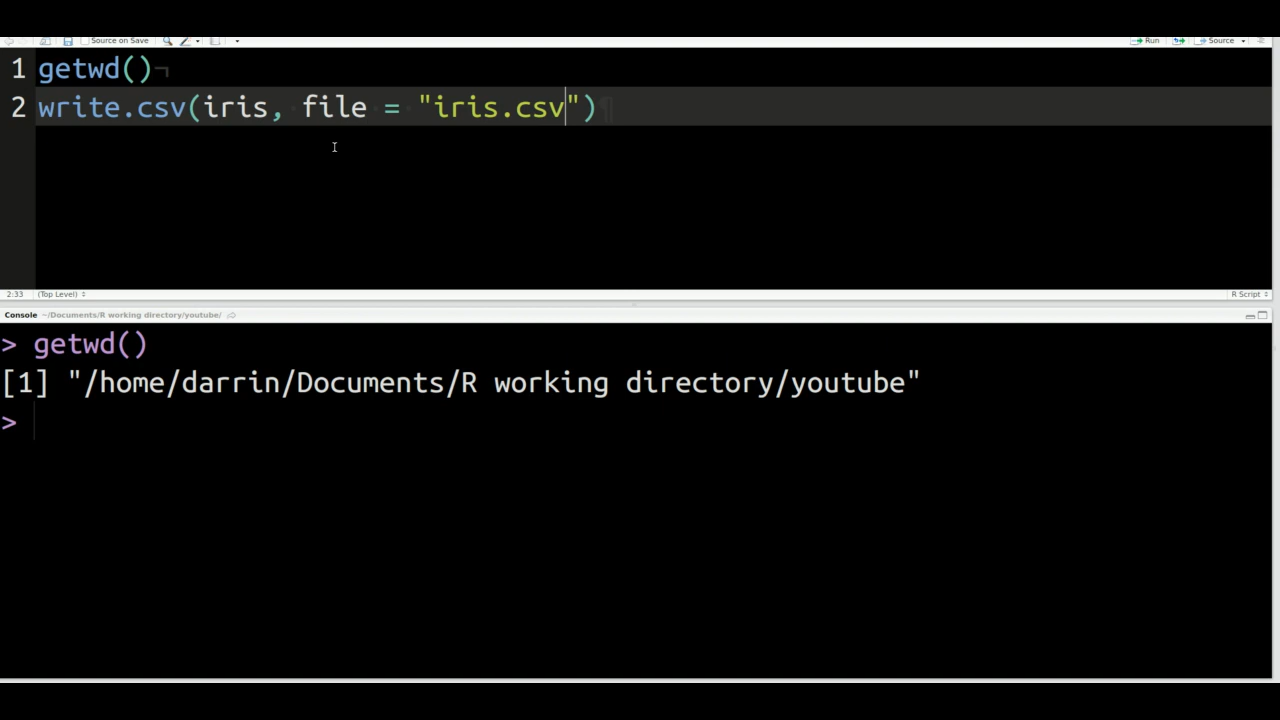 Source on Save Run Source
1 getwd()¬
2 write.csv(iris, file = "iris.csv")¶
2:33 (Top Level) R Script
Console ~/Documents/R working directory/youtube/
> getwd()
[1] "/home/darrin/Documents/R working directory/youtube"
>